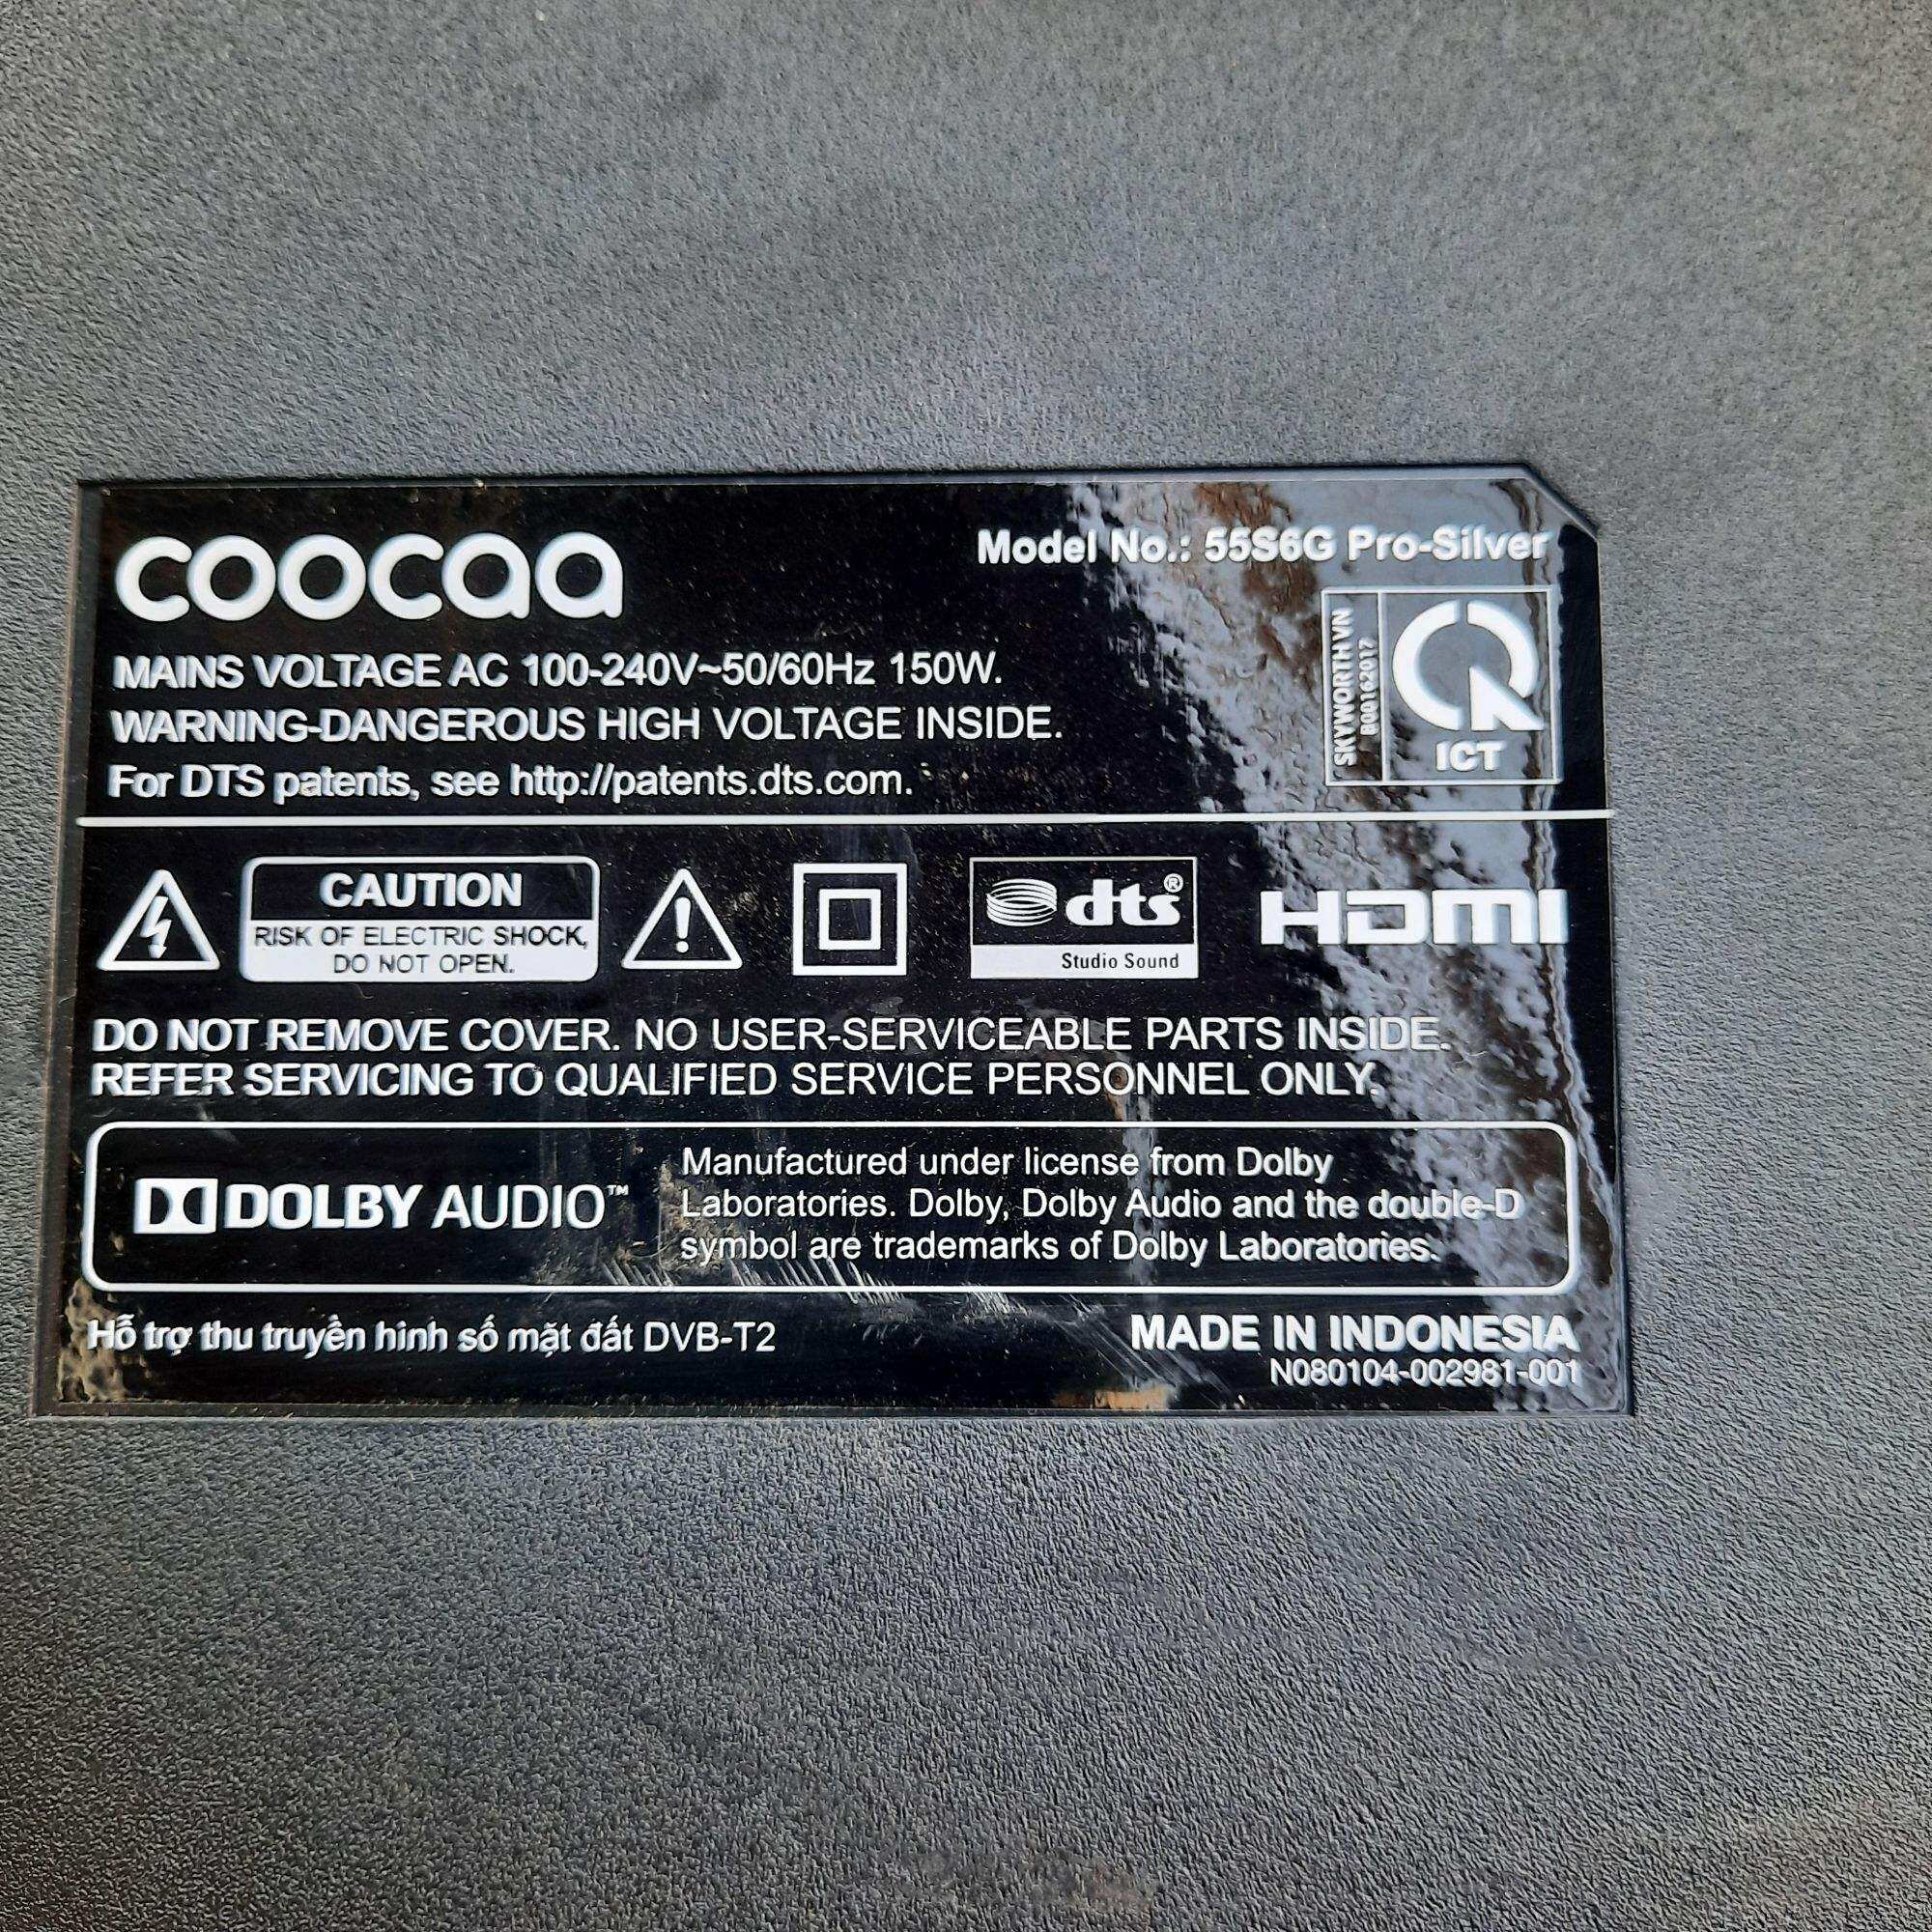 coocaa
Model No.: 55S6G Pro-Silver
MAINS VOLTAGE AC 100-240V~50/60Hz 150W.
WARNING-DANGEROUS HIGH VOLTAGE INSIDE.
For DTS patents, see http://patents.dts.com.
SKYWORTH VN
B00162017
ICT
CAUTION
RISK OF ELECTRIC SHOCK,
DO NOT OPEN.
dts®
Studio Sound
HDMI
DO NOT REMOVE COVER. NO USER-SERVICEABLE PARTS INSIDE.
REFER SERVICING TO QUALIFIED SERVICE PERSONNEL ONLY.
DOLBY AUDIO™
Manufactured under license from Dolby
Laboratories. Dolby, Dolby Audio and the double-D
symbol are trademarks of Dolby Laboratories.
Hỗ trợ thu truyền hình số mặt đất DVB-T2
MADE IN INDONESIA
N080104-002981-001